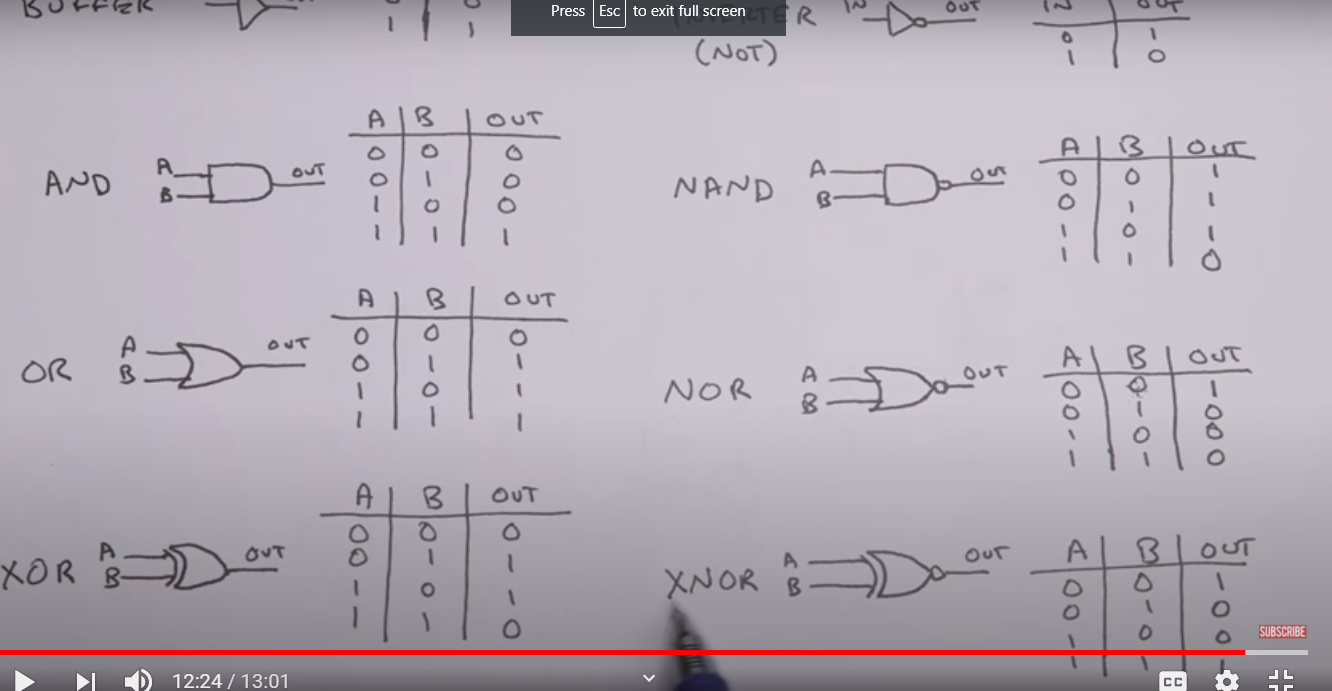 BUFFER
1 1
Press Esc to exit full screen
INVERTER IN OUT IN OUT
(NOT) 0 1
1 0
AND A B OUT
A B OUT
0 0 0
0 1 0
1 0 0
1 1 1
NAND A B OUT
A B OUT
0 0 1
0 1 1
1 0 1
1 1 0
OR A B OUT
A B OUT
0 0 0
0 1 1
1 0 1
1 1 1
NOR A B OUT
A B OUT
0 0 1
0 1 0
1 0 0
1 1 0
XOR A B OUT
A B OUT
0 0 0
0 1 1
1 0 1
1 1 0
XNOR A B OUT
A B OUT
0 0 1
0 1 0
1 0 0
1 1 1
SUBSCRIBE
12:24 / 13:01
CC